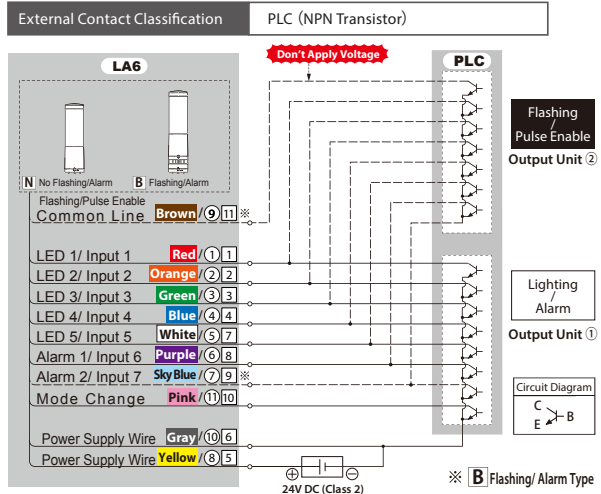 External Contact Classification PLC (NPN Transistor)
Don't Apply Voltage
LA6
PLC
N No Flashing/Alarm B Flashing/Alarm
Flashing/Pulse Enable
Common Line Brown/⑨ 11 ※
LED 1/ Input 1 Red/① 1
LED 2/ Input 2 Orange/② 2
LED 3/ Input 3 Green/③ 3
LED 4/ Input 4 Blue/④ 4
LED 5/ Input 5 White/⑤ 7
Alarm 1/ Input 6 Purple/⑥ 8
Alarm 2/ Input 7 Sky Blue/⑦ 9 ※
Mode Change Pink/⑪ 10
Power Supply Wire Gray/⑩ 6
Power Supply Wire Yellow/⑧ 5
⊕ ⊖
24V DC (Class 2)
Flashing
/
Pulse Enable
Output Unit ②
Lighting
/
Alarm
Output Unit ①
Circuit Diagram
C
B
E
※ B Flashing/ Alarm Type